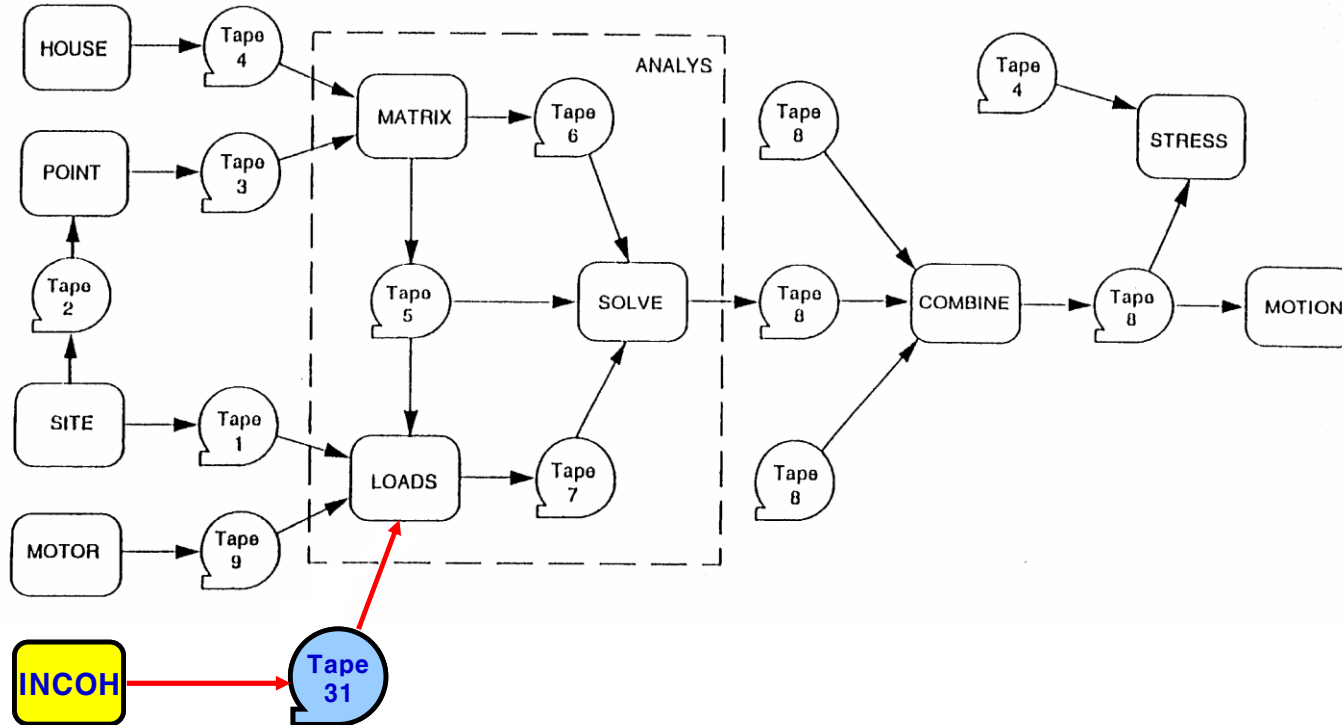 HOUSE
Tape
4
ANALYS
MATRIX
Tape
6
Tape
8
Tape
4
STRESS
POINT
Tape
3
Tape
2
Tape
5
SOLVE
Tape
8
COMBINE
Tape
8
MOTION
SITE
Tape
1
LOADS
Tape
7
Tape
8
MOTOR
Tape
9
INCOH
Tape
31